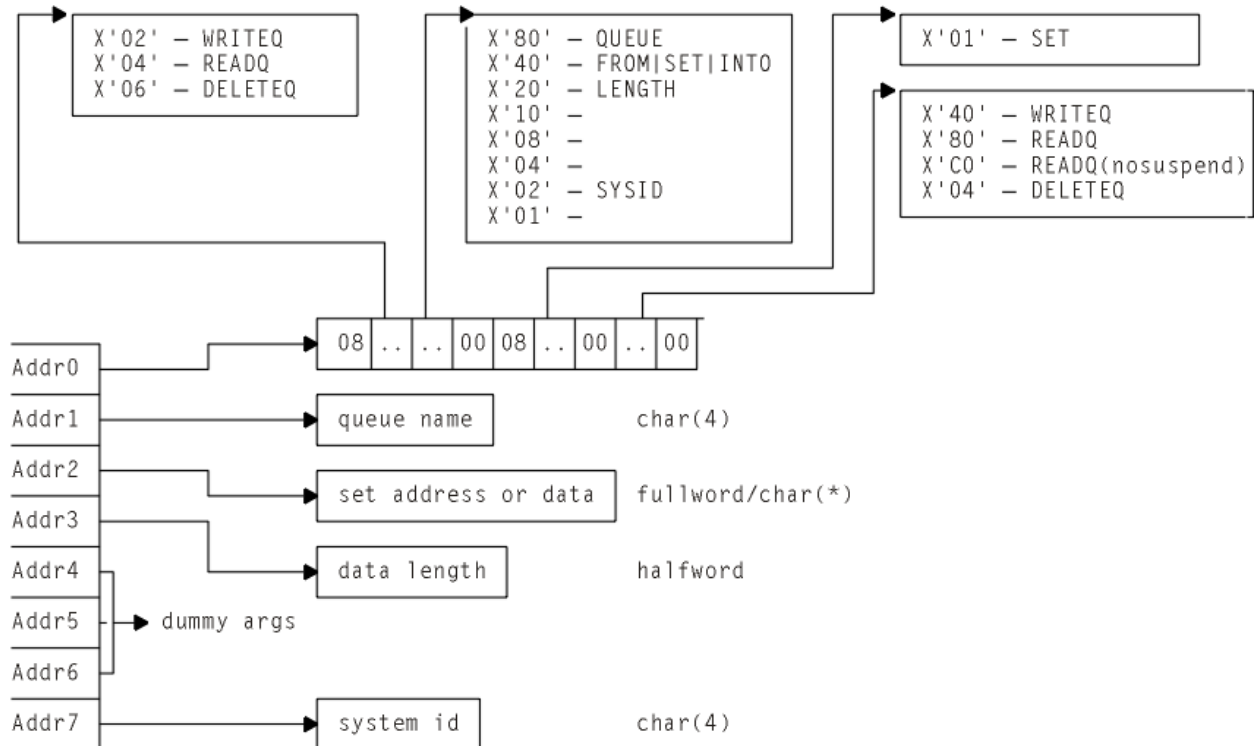 X'02' — WRITEQ
X'04' — READQ
X'06' — DELETEQ
X'80' — QUEUE
X'40' — FROM|SET|INTO
X'20' — LENGTH
X'10' —
X'08' —
X'04' —
X'02' — SYSID
X'01' —
X'01' — SET
X'40' — WRITEQ
X'80' — READQ
X'C0' — READQ(nosuspend)
X'04' — DELETEQ
08 .. .. 00 08 .. 00 .. 00
Addr0
Addr1 queue name char(4)
Addr2 set address or data fullword/char(*)
Addr3
Addr4 data length halfword
Addr5 dummy args
Addr6
Addr7 system id char(4)